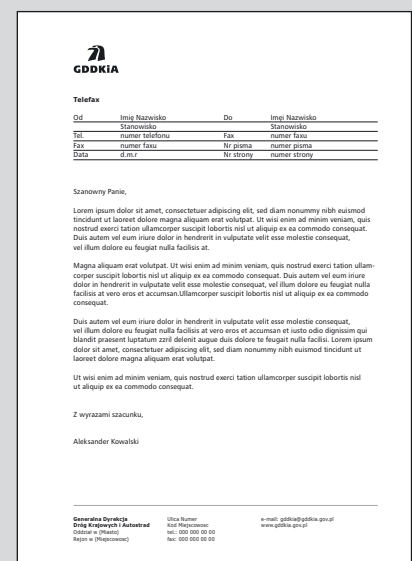 GDDKiA
Telefax
Od Imię Nazwisko Do Imęi Nazwisko
Stanowisko Stanowisko
Tel. numer telefonu Fax numer faxu
Fax numer faxu Nr pisma numer pisma
Data d.m.r Nr strony numer strony
Szanowny Panie,
Lorem ipsum dolor sit amet, consectetuer adipiscing elit, sed diam nonummy nibh euismod
tincidunt ut laoreet dolore magna aliquam erat volutpat. Ut wisi enim ad minim veniam, quis
nostrud exerci tation ullamcorper suscipit lobortis nisl ut aliquip ex ea commodo consequat.
Duis autem vel eum iriure dolor in hendrerit in vulputate velit esse molestie consequat,
vel illum dolore eu feugiat nulla facilisis at.
Magna aliquam erat volutpat. Ut wisi enim ad minim veniam, quis nostrud exerci tation ullam-
corper suscipit lobortis nisl ut aliquip ex ea commodo consequat. Duis autem vel eum iriure
dolor in hendrerit in vulputate velit esse molestie consequat, vel illum dolore eu feugiat nulla
facilisis at vero eros et accumsan.Ullamcorper suscipit lobortis nisl ut aliquip ex ea commodo
consequat.
Duis autem vel eum iriure dolor in hendrerit in vulputate velit esse molestie consequat,
vel illum dolore eu feugiat nulla facilisis at vero eros et accumsan et iusto odio dignissim qui
blandit praesent luptatum zzril delenit augue duis dolore te feugait nulla facilisi. Lorem ipsum
dolor sit amet, consectetuer adipiscing elit, sed diam nonummy nibh euismod tincidunt ut
laoreet dolore magna aliquam erat volutpat.
Ut wisi enim ad minim veniam, quis nostrud exerci tation ullamcorper suscipit lobortis nisl
ut aliquip ex ea commodo consequat.
Z wyrazami szacunku,
Aleksander Kowalski
Generalna Dyrekcja Ulica Numer e-mail: gddkia@gddkia.gov.pl
Dróg Krajowych i Autostrad Kod Miejscowosc www.gddkia.gov.pl
Oddział w (Miasto) tel.: 000 000 00 00
Rejon w (Miejscowosc) fax: 000 000 00 00